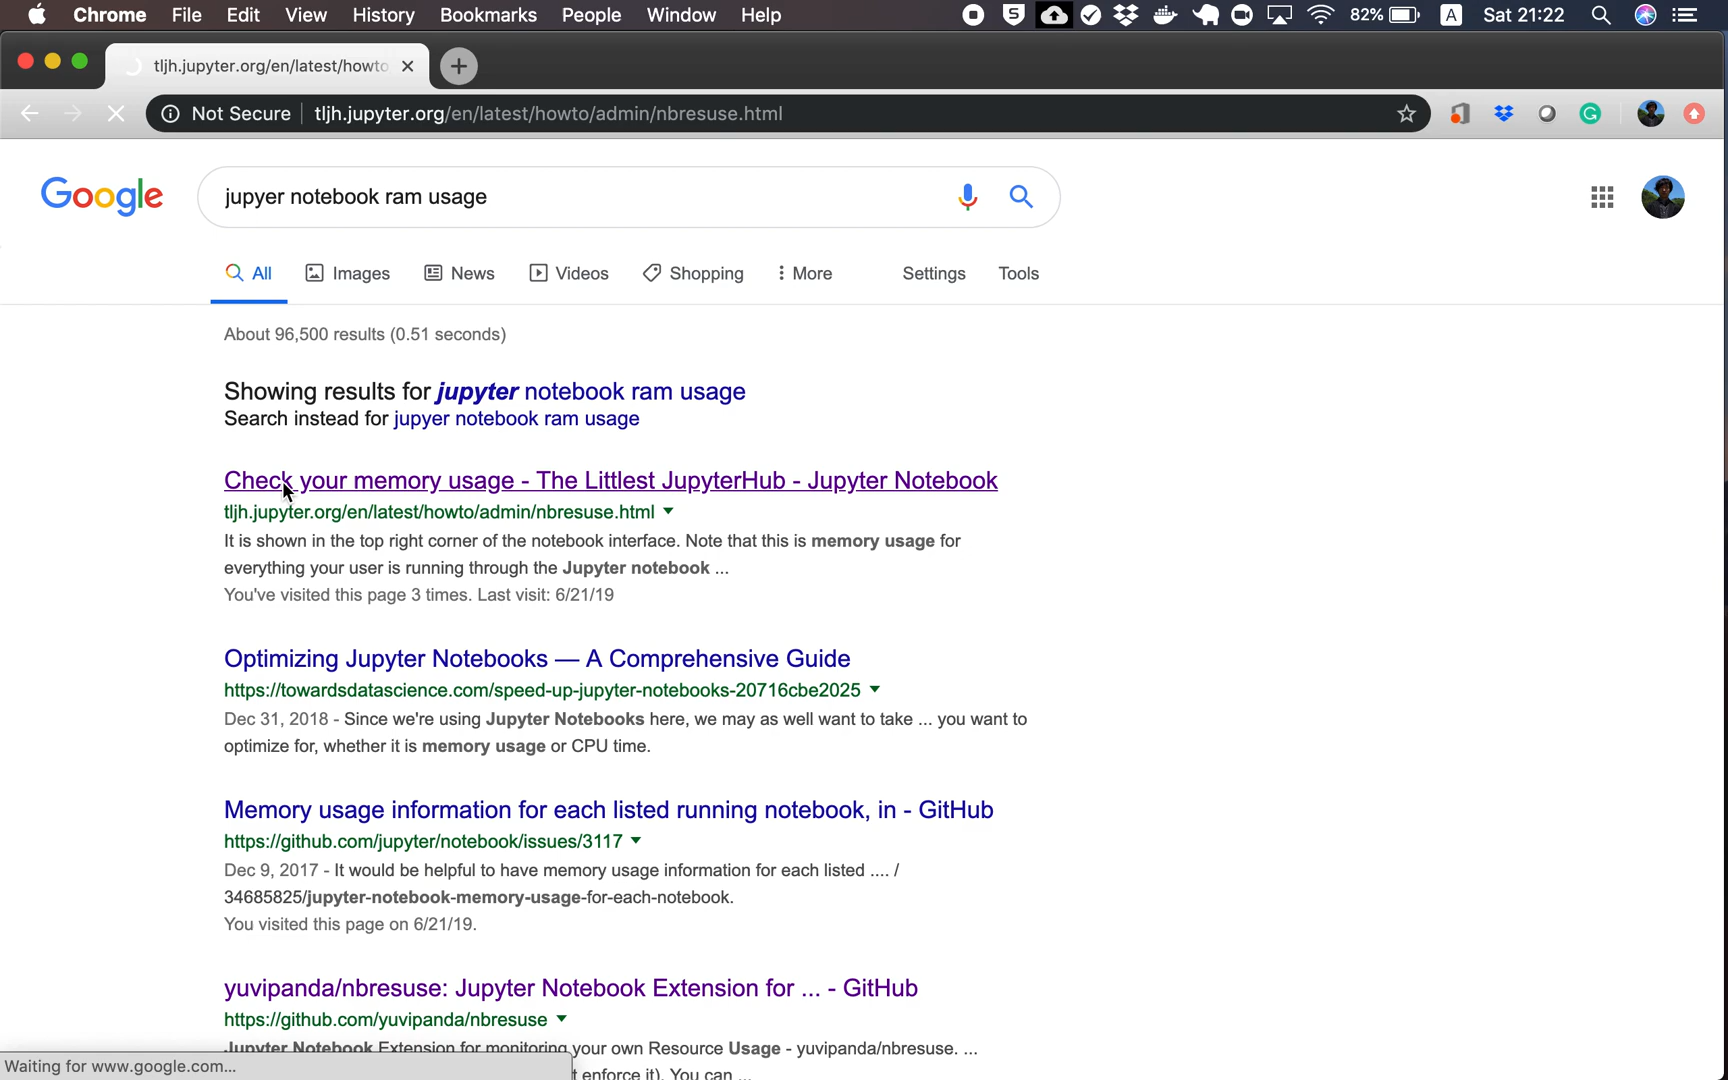 Chrome File Edit View History Bookmarks People Window Help 5 82% A Sat 21:22
tljh.jupyter.org/en/latest/howto
Not Secure tljh.jupyter.org/en/latest/howto/admin/nbresuse.html
Google jupyer notebook ram usage
All Images News Videos Shopping More Settings Tools
About 96,500 results (0.51 seconds)
Showing results for jupyter notebook ram usage
Search instead for jupyer notebook ram usage
Check your memory usage - The Littlest JupyterHub - Jupyter Notebook
tljh.jupyter.org/en/latest/howto/admin/nbresuse.html
It is shown in the top right corner of the notebook interface. Note that this is memory usage for
everything your user is running through the Jupyter notebook ...
You've visited this page 3 times. Last visit: 6/21/19
Optimizing Jupyter Notebooks — A Comprehensive Guide
https://towardsdatascience.com/speed-up-jupyter-notebooks-20716cbe2025
Dec 31, 2018 - Since we're using Jupyter Notebooks here, we may as well want to take ... you want to
optimize for, whether it is memory usage or CPU time.
Memory usage information for each listed running notebook, in - GitHub
https://github.com/jupyter/notebook/issues/3117
Dec 9, 2017 - It would be helpful to have memory usage information for each listed .... /
34685825/jupyter-notebook-memory-usage-for-each-notebook.
You visited this page on 6/21/19.
yuvipanda/nbresuse: Jupyter Notebook Extension for ... - GitHub
https://github.com/yuvipanda/nbresuse
Jupyter Notebook Extension for monitoring your own Resource Usage - yuvipanda/nbresuse. ...
Waiting for www.google.com... t enforce it). You can ...